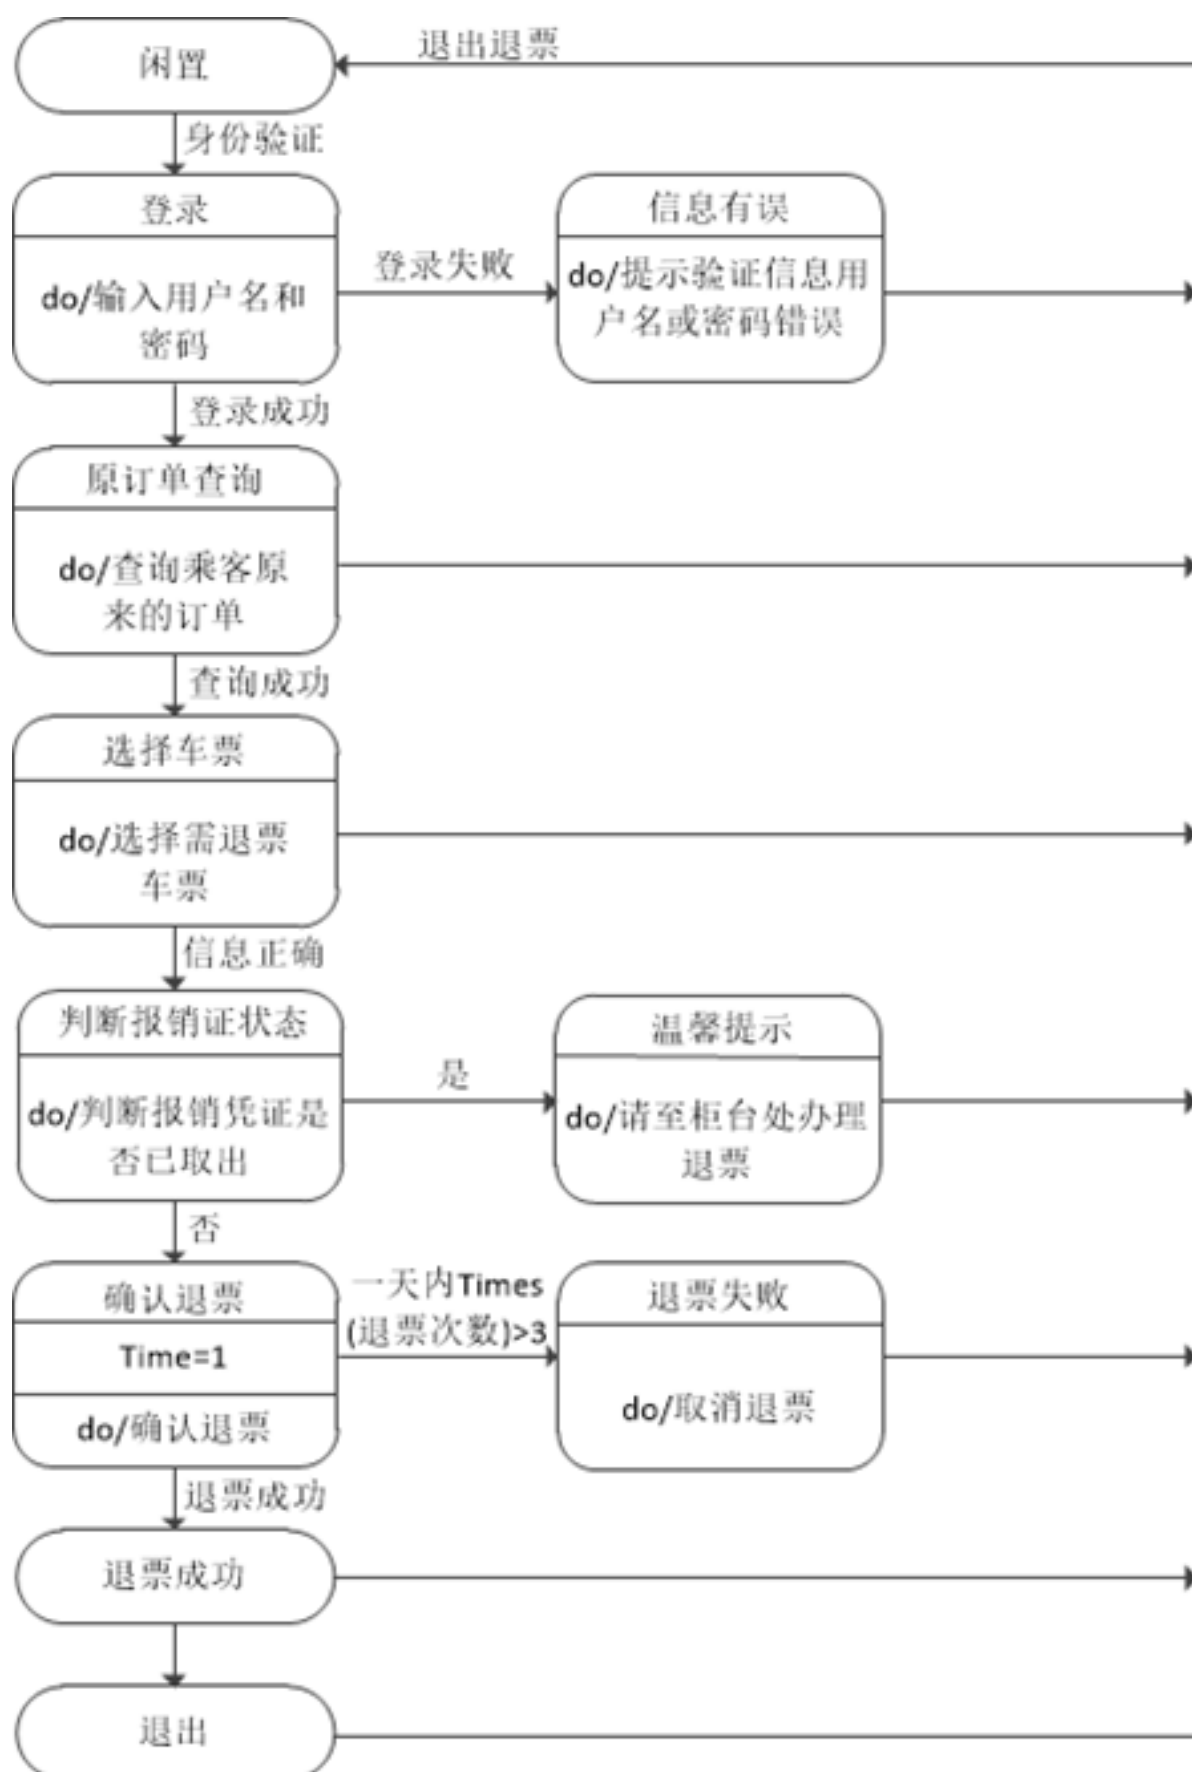 退出退票
闲置
身份验证
登录
do/输入用户名和
密码
登录失败
信息有误
do/提示验证信息用
户名或密码错误
登录成功
原订单查询
do/查询乘客原
来的订单
查询成功
选择车票
do/选择需退票
车票
信息正确
判断报销证状态
do/判断报销凭证是
否已取出
是
温馨提示
do/请至柜台处办理
退票
否
确认退票
Time=1
do/确认退票
一天内Times
(退票次数)>3
退票失败
do/取消退票
退票成功
退票成功
退出